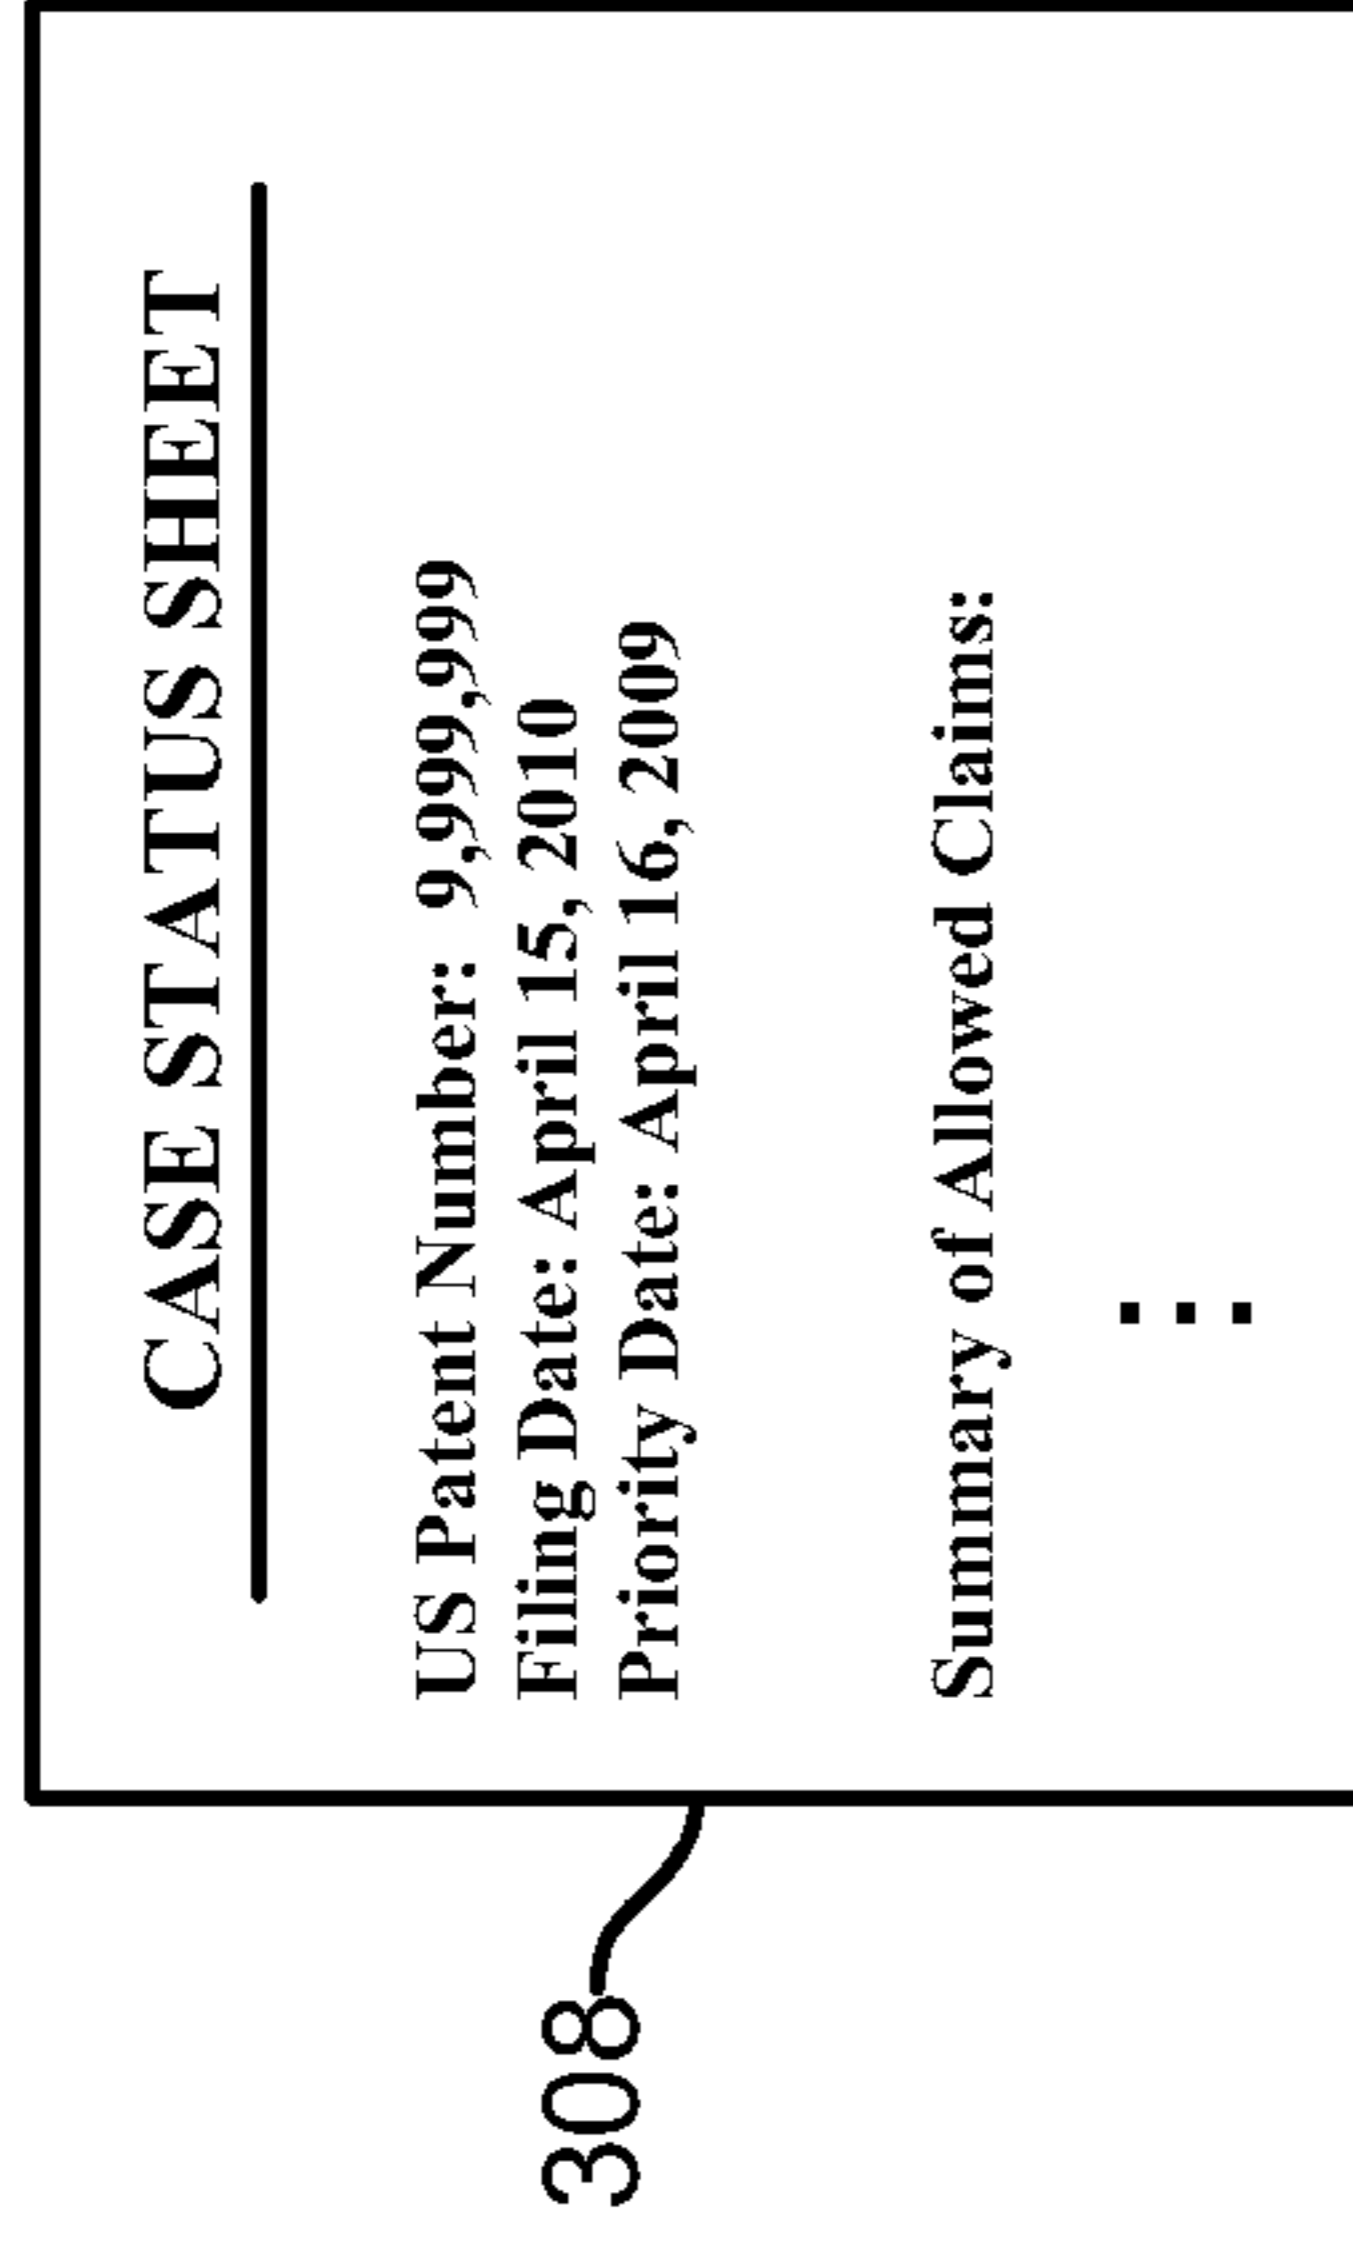 CASE STATUS SHEET
US Patent Number: 9,999,999
Filing Date: April 15, 2010
Priority Date: April 16, 2009
Summary of Allowed Claims:
...
308